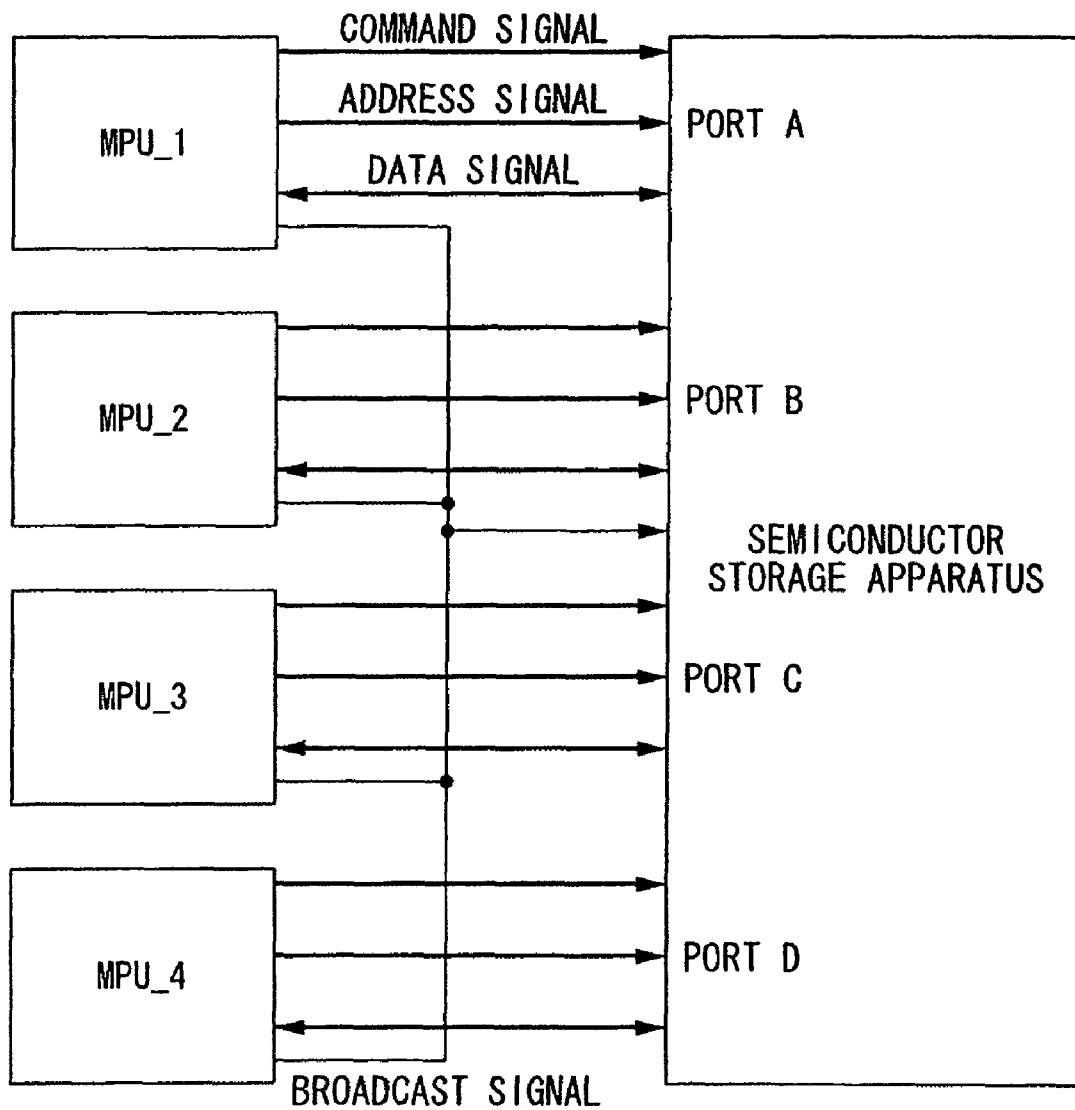 COMMAND SIGNAL
MPU_1
ADDRESS SIGNAL
PORT A
DATA SIGNAL
MPU_2
PORT B
SEMICONDUCTOR
STORAGE APPARATUS
MPU_3
PORT C
MPU_4
PORT D
BROADCAST SIGNAL